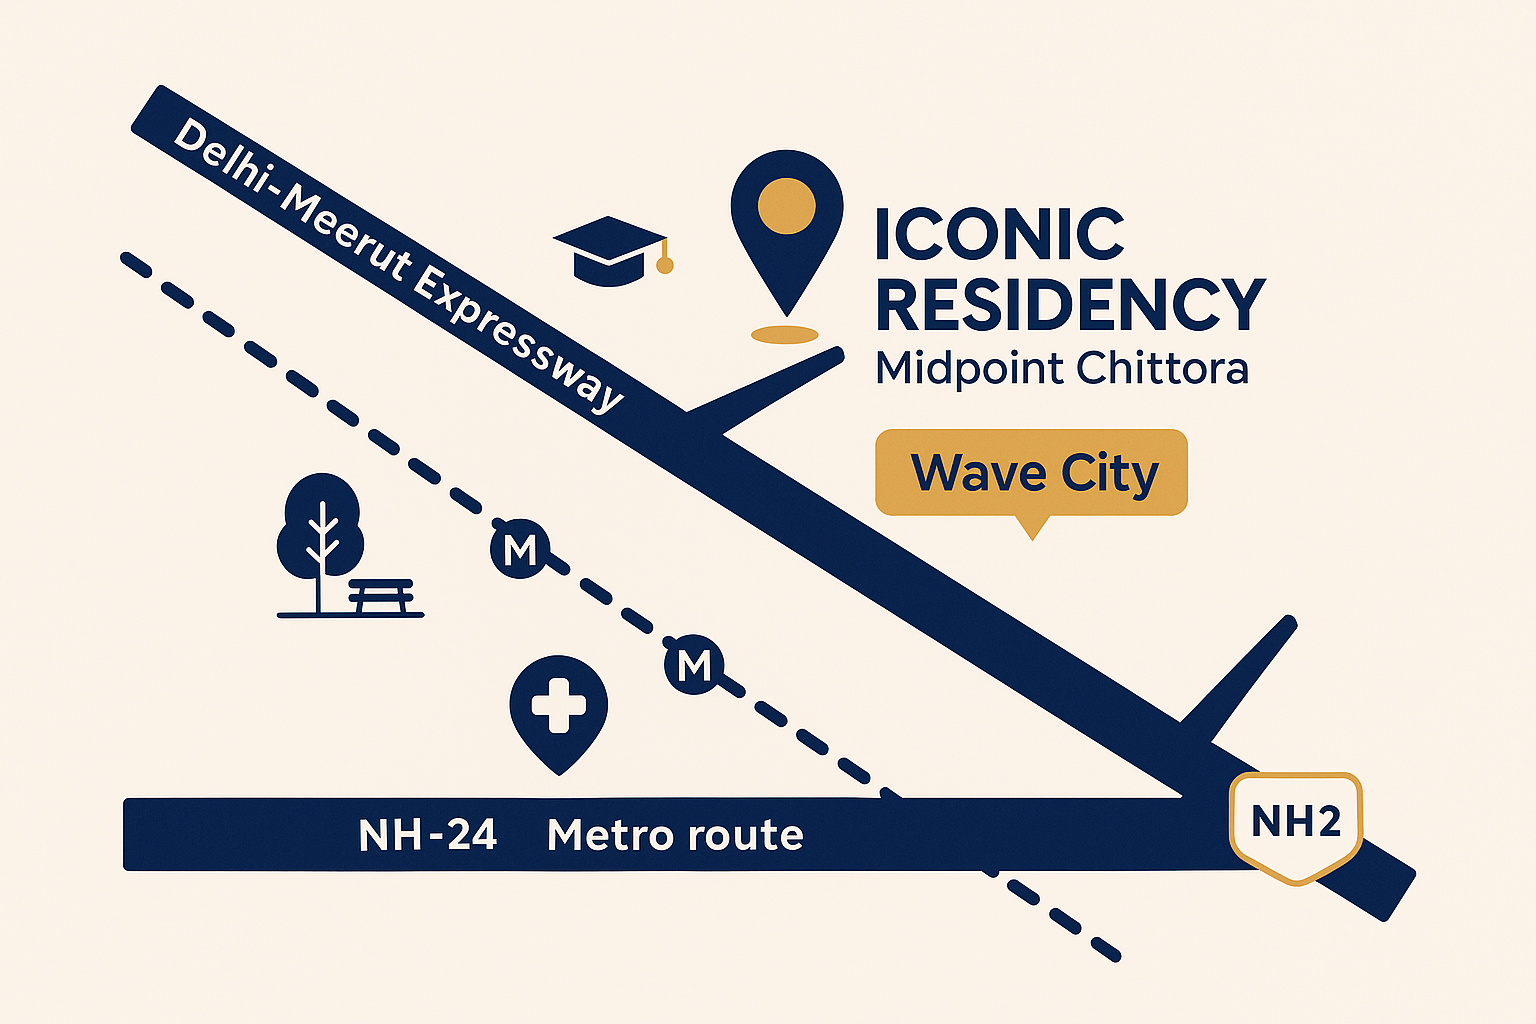 Delhi-Meerut Expressway
ICONIC
RESIDENCY
Midpoint Chittora
Wave City
M
M
NH-24 Metro route
NH2